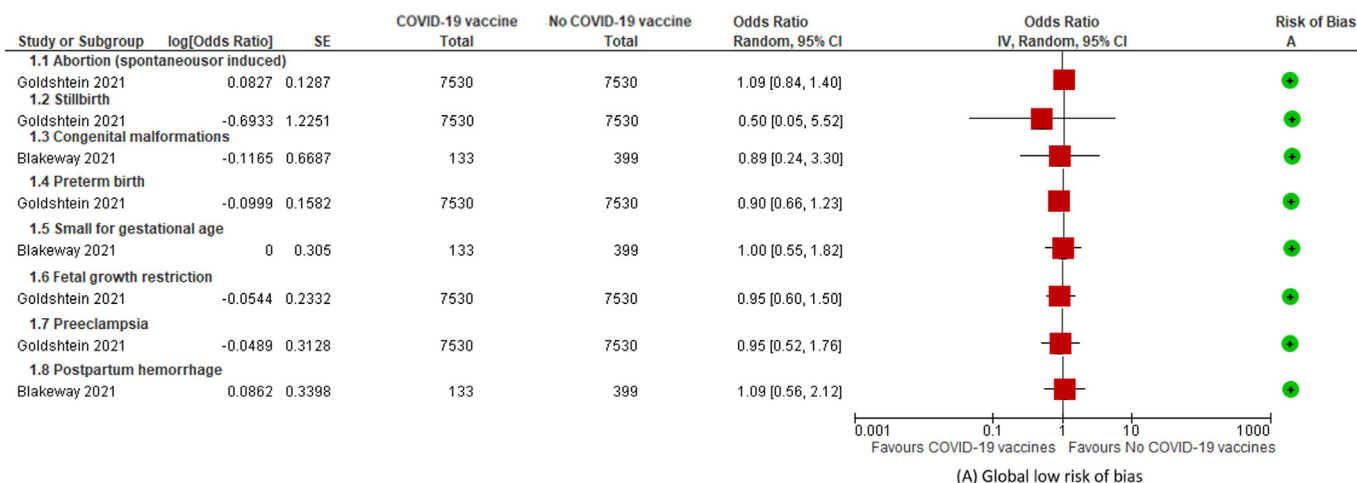 COVID-19 vaccine No COVID-19 vaccine Odds Ratio Odds Ratio Risk of Bias
Study or Subgroup log[Odds Ratio] SE Total Total Random, 95% CI IV, Random, 95% CI A
1.1 Abortion (spontaneousor induced)
Goldshtein 2021 0.0827 0.1287 7530 7530 1.09 [0.84, 1.40] +
1.2 Stillbirth
Goldshtein 2021 -0.6933 1.2251 7530 7530 0.50 [0.05, 5.52] +
1.3 Congenital malformations
Blakeway 2021 -0.1165 0.6687 133 399 0.89 [0.24, 3.30] +
1.4 Preterm birth
Goldshtein 2021 -0.0999 0.1582 7530 7530 0.90 [0.66, 1.23] +
1.5 Small for gestational age
Blakeway 2021 0 0.305 133 399 1.00 [0.55, 1.82] +
1.6 Fetal growth restriction
Goldshtein 2021 -0.0544 0.2332 7530 7530 0.95 [0.60, 1.50] +
1.7 Preeclampsia
Goldshtein 2021 -0.0489 0.3128 7530 7530 0.95 [0.52, 1.76] +
1.8 Postpartum hemorrhage
Blakeway 2021 0.0862 0.3398 133 399 1.09 [0.56, 2.12] +
0.001 0.1 1 10 1000
Favours COVID-19 vaccines Favours No COVID-19 vaccines
(A) Global low risk of bias